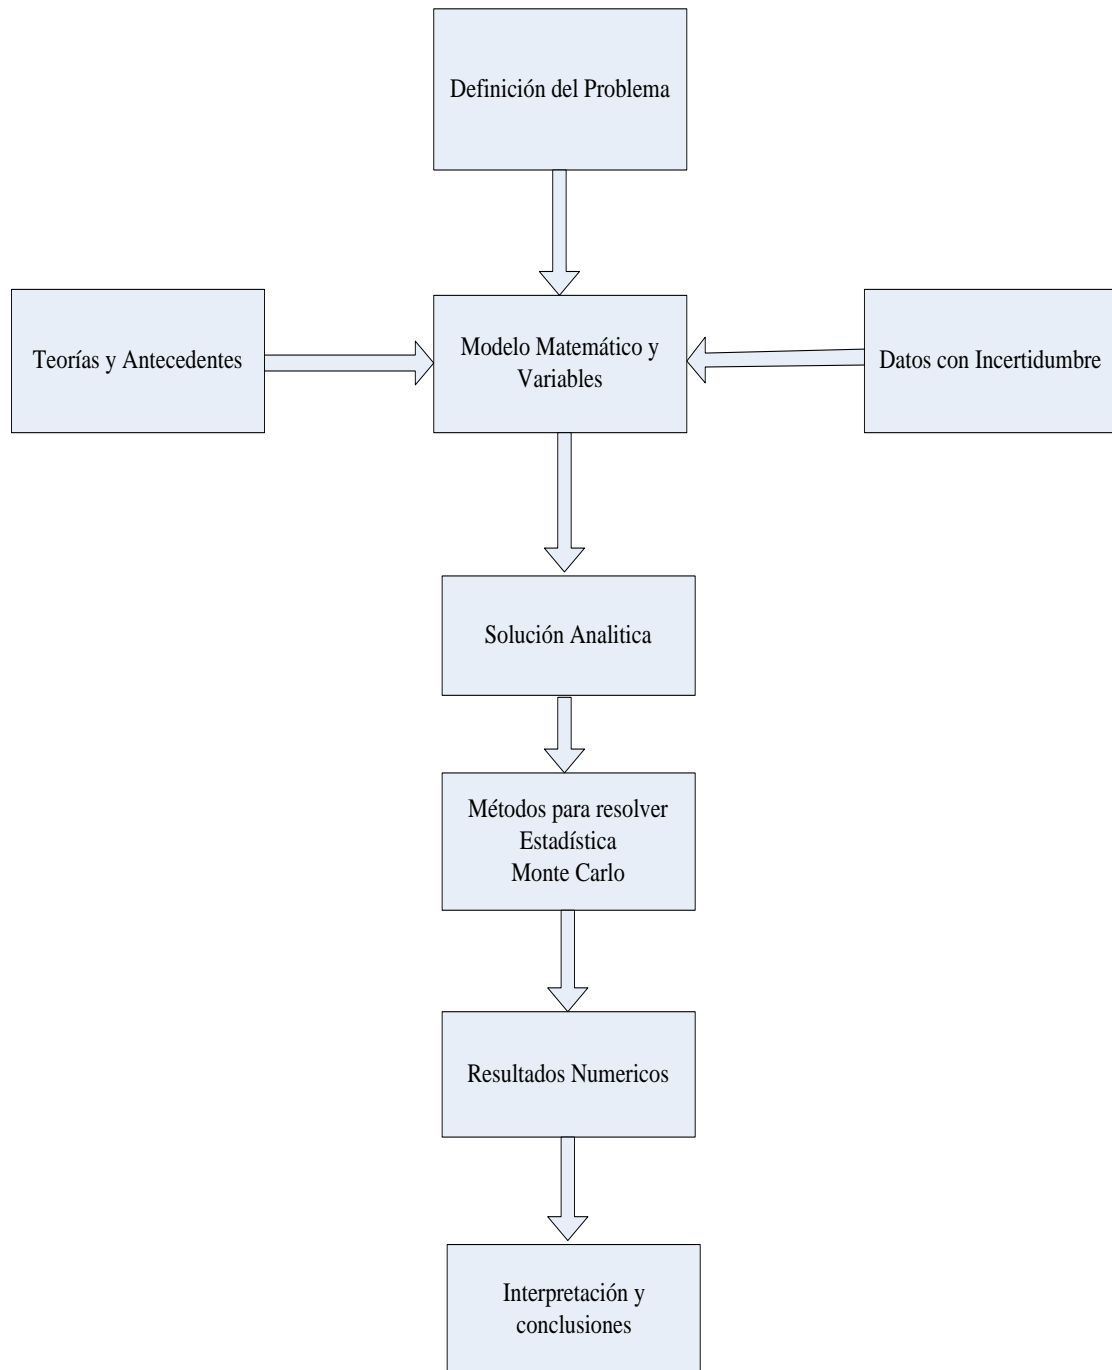 Definición del Problema
Teorías y Antecedentes
Modelo Matemático y
Variables
Datos con Incertidumbre
Solución Analitica
Métodos para resolver
Estadística
Monte Carlo
Resultados Numericos
Interpretación y
conclusiones